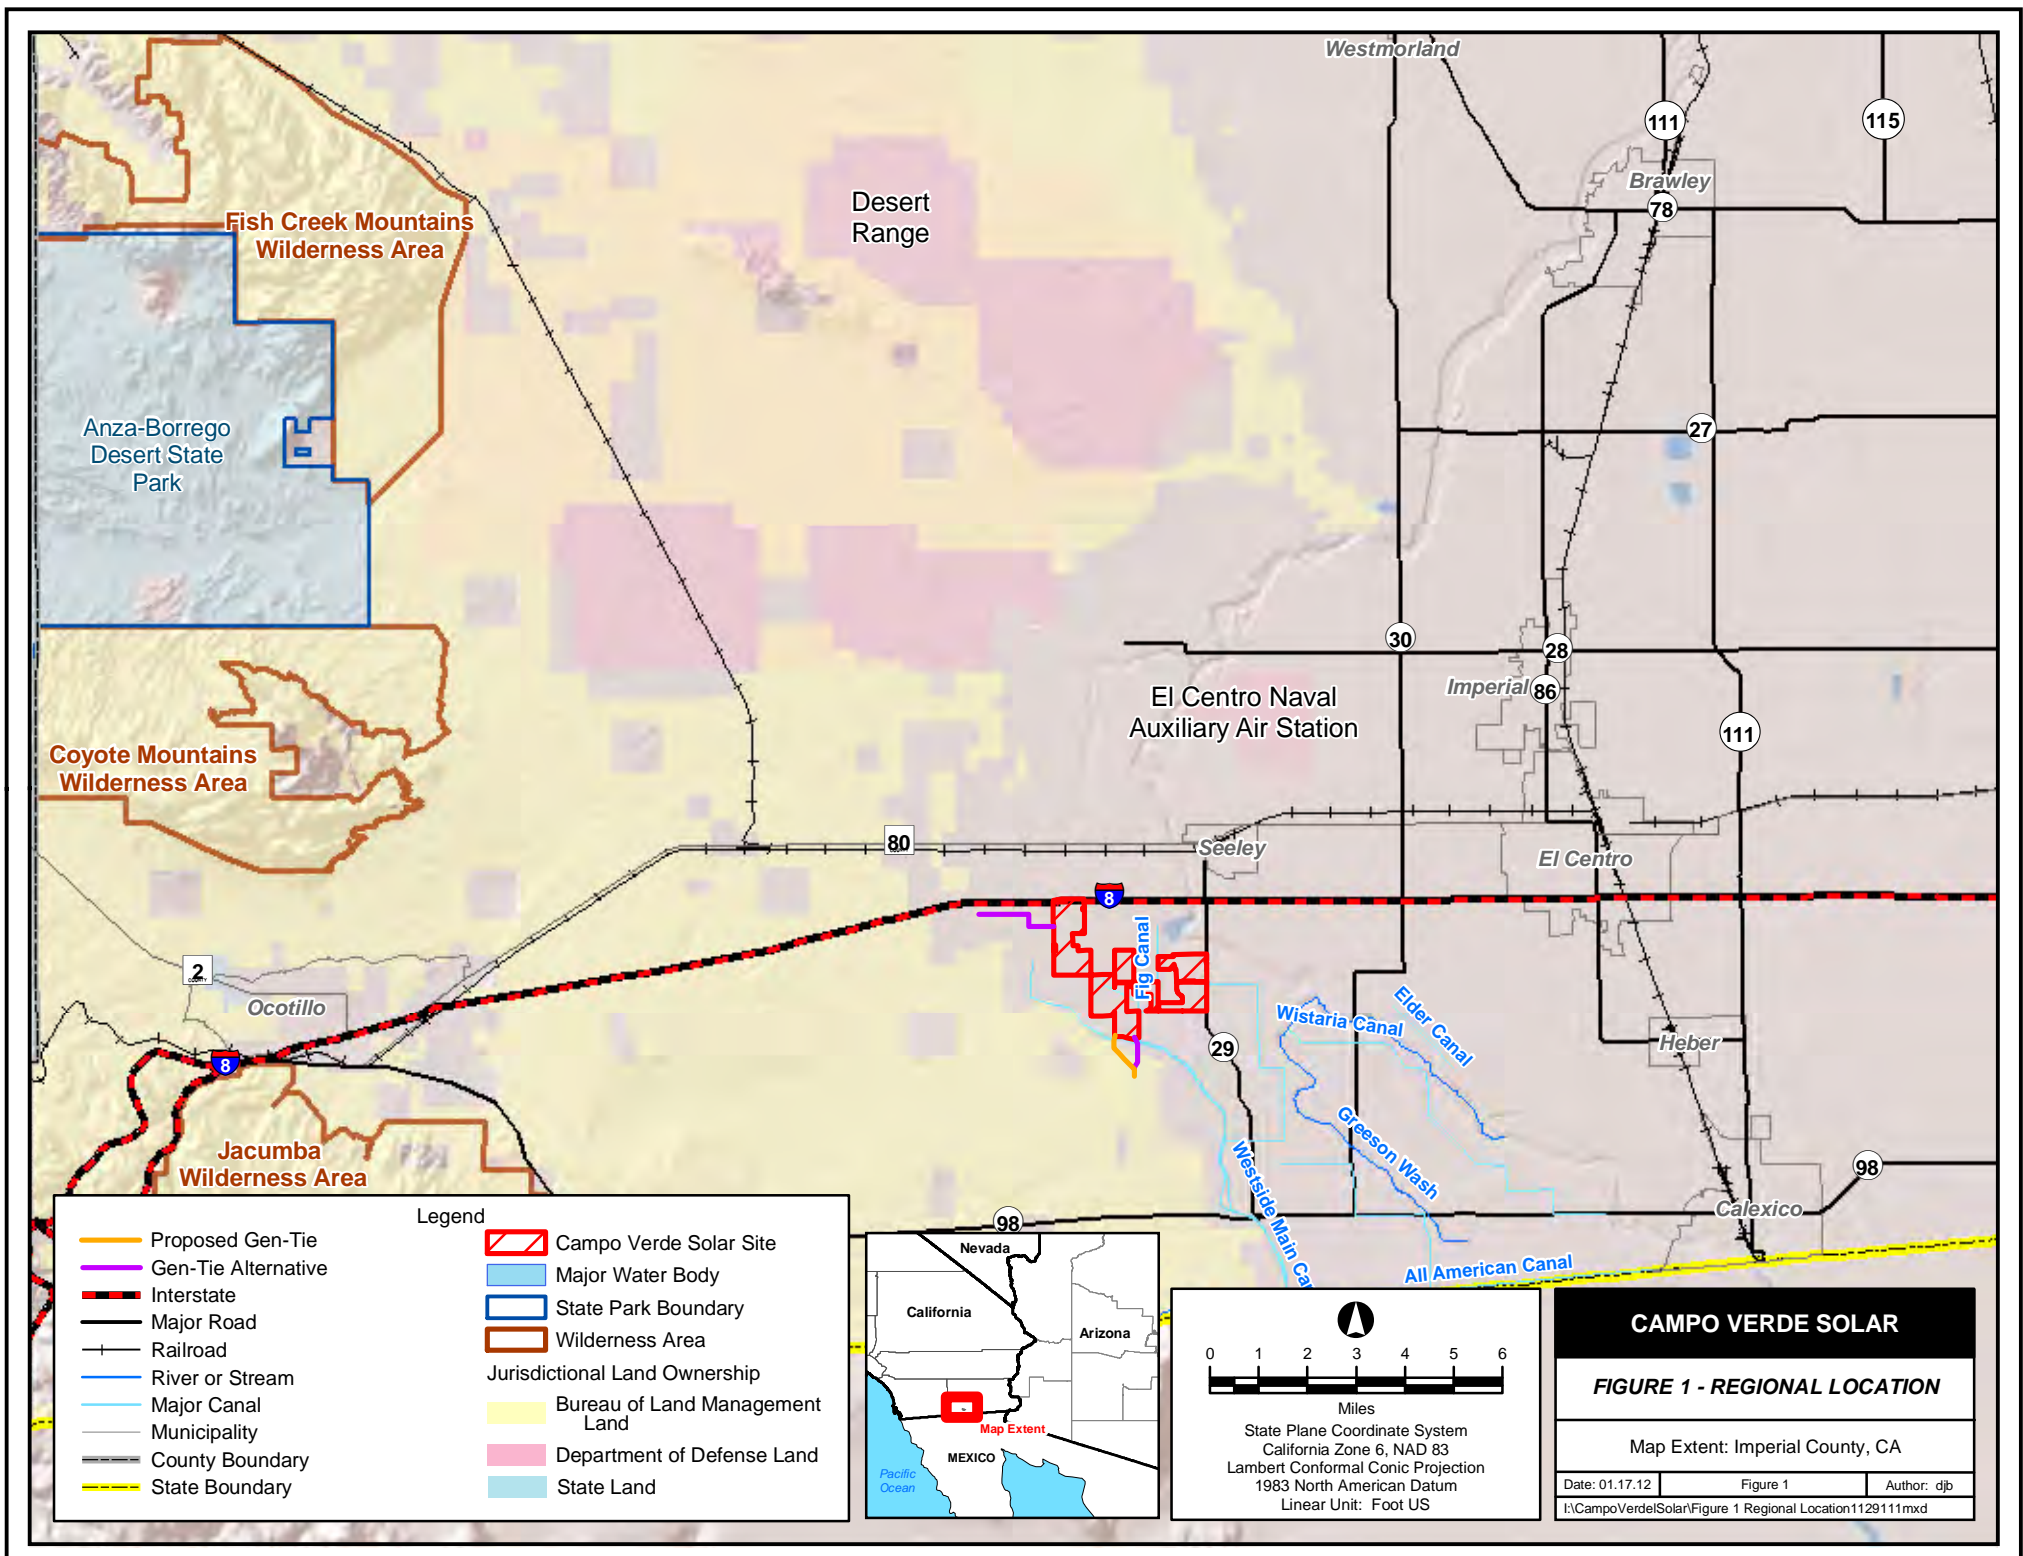 Westmorland
111
115
Brawley
78
Desert
Range
Fish Creek Mountains
Wilderness Area
Anza-Borrego
Desert State
Park
27
30
28
Imperial
86
El Centro Naval
Auxiliary Air Station
111
Coyote Mountains
Wilderness Area
80
Seeley
El Centro
8
Fig Canal
2
COUNTY
Ocotillo
8
Wistaria Canal
Elder Canal
29
Heber
Greeson Wash
Jacumba
Wilderness Area
Westside Main Ca
98
98
Calexico
All American Canal
Legend
Proposed Gen-Tie
Gen-Tie Alternative
Interstate
Major Road
Railroad
River or Stream
Major Canal
Municipality
County Boundary
State Boundary
Campo Verde Solar Site
Major Water Body
State Park Boundary
Wilderness Area
Jurisdictional Land Ownership
Bureau of Land Management
Land
Department of Defense Land
State Land
Nevada
California
Arizona
Map Extent
MEXICO
Pacific
Ocean
0 1 2 3 4 5 6
Miles
State Plane Coordinate System
California Zone 6, NAD 83
Lambert Conformal Conic Projection
1983 North American Datum
Linear Unit: Foot US
CAMPO VERDE SOLAR
FIGURE 1 - REGIONAL LOCATION
Map Extent: Imperial County, CA
Date: 01.17.12
Figure 1
Author: djb
I:\CampoVerdelSolar\Figure 1 Regional Location1129111mxd